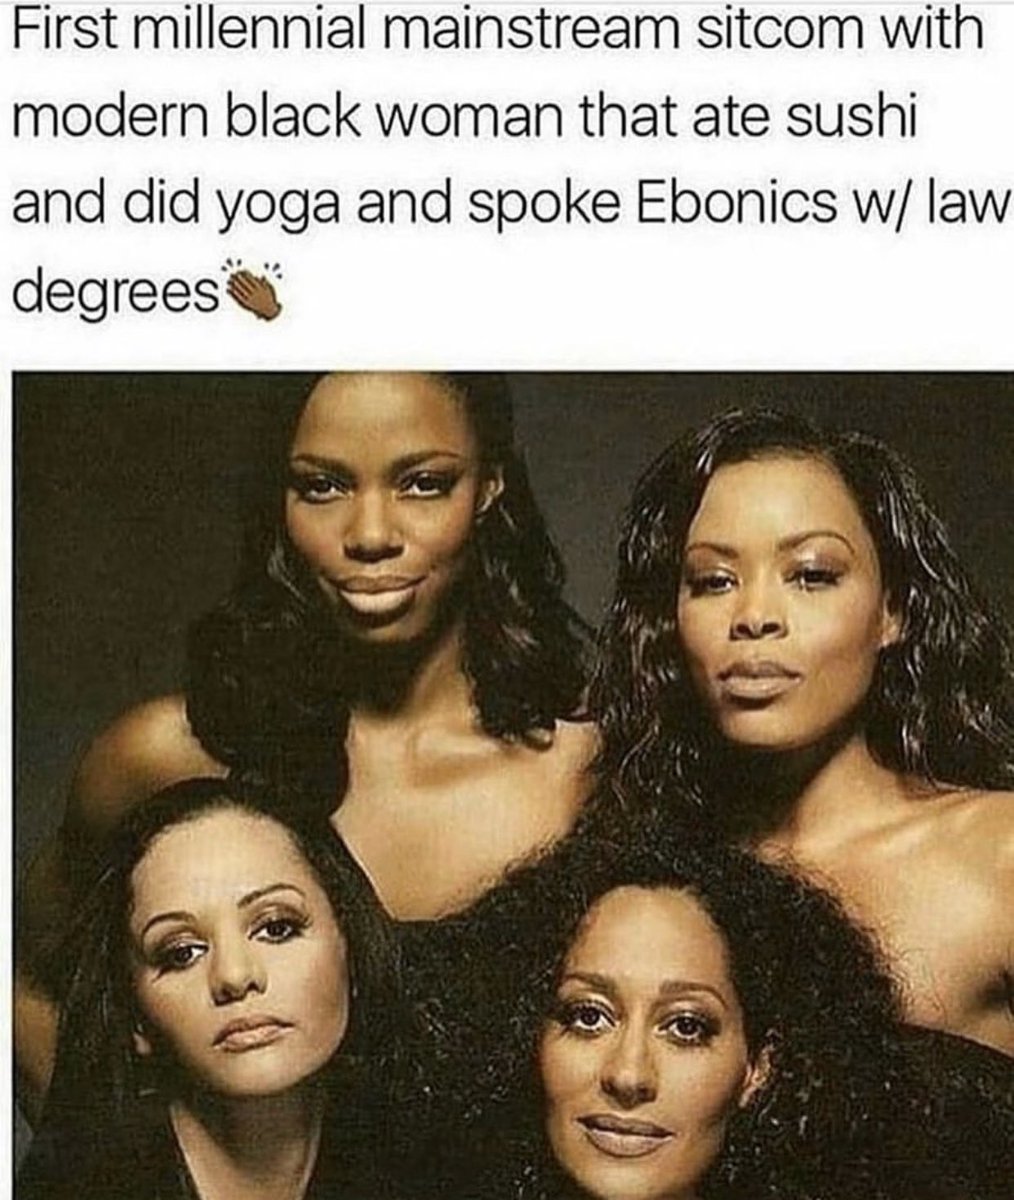 First millennial mainstream sitcom with
modern black woman that ate sushi
and did yoga and spoke Ebonics w/ law
degrees👏🏾